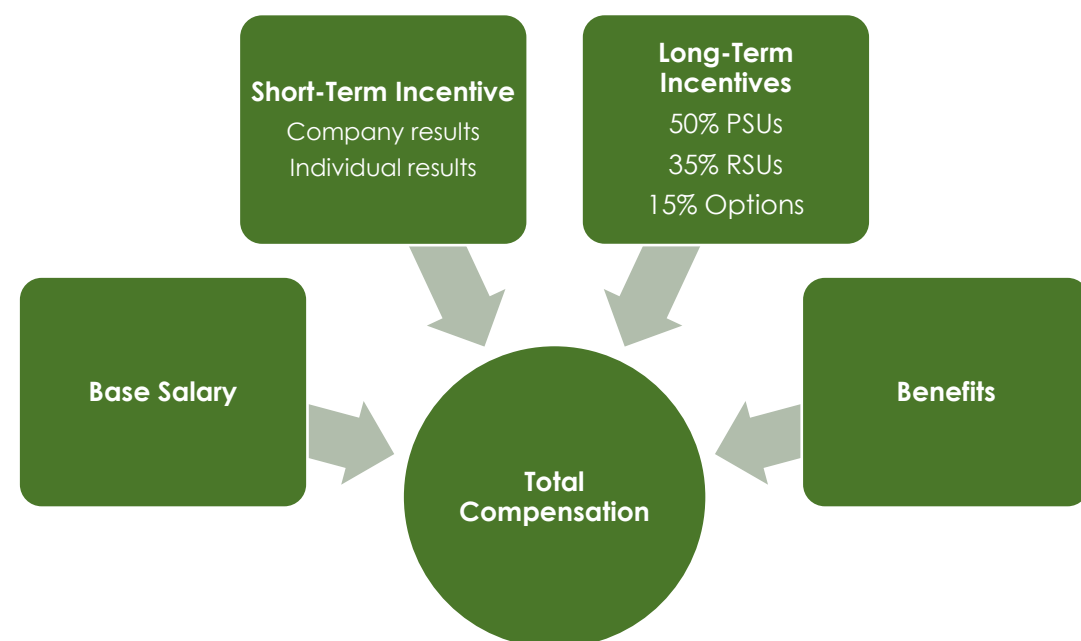 Short-Term Incentive
Company results
Individual results
Long-Term
Incentives
50% PSUs
35% RSUs
15% Options
Base Salary
Benefits
Total
Compensation